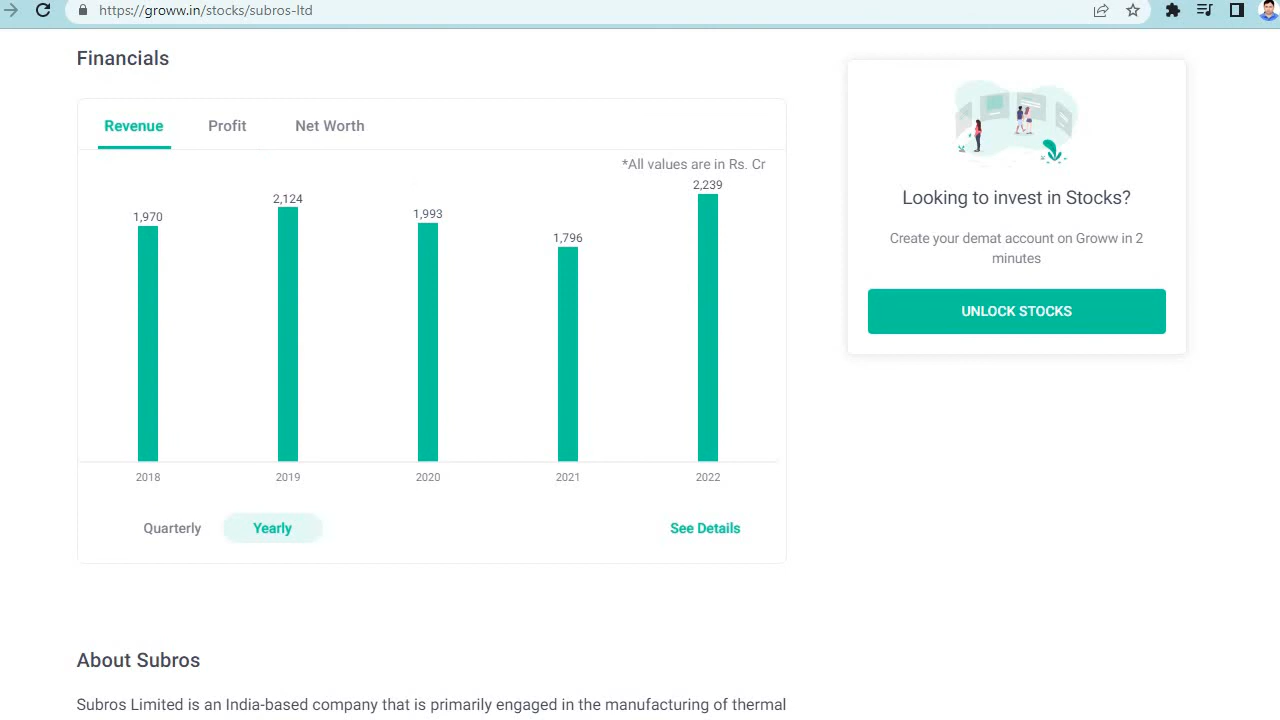 https://groww.in/stocks/subros-ltd
Financials
Revenue Profit Net Worth
*All values are in Rs. Cr
1,970 2,124 1,993 1,796 2,239
2018 2019 2020 2021 2022
Quarterly Yearly See Details
Looking to invest in Stocks?
Create your demat account on Groww in 2
minutes
UNLOCK STOCKS
About Subros
Subros Limited is an India-based company that is primarily engaged in the manufacturing of thermal